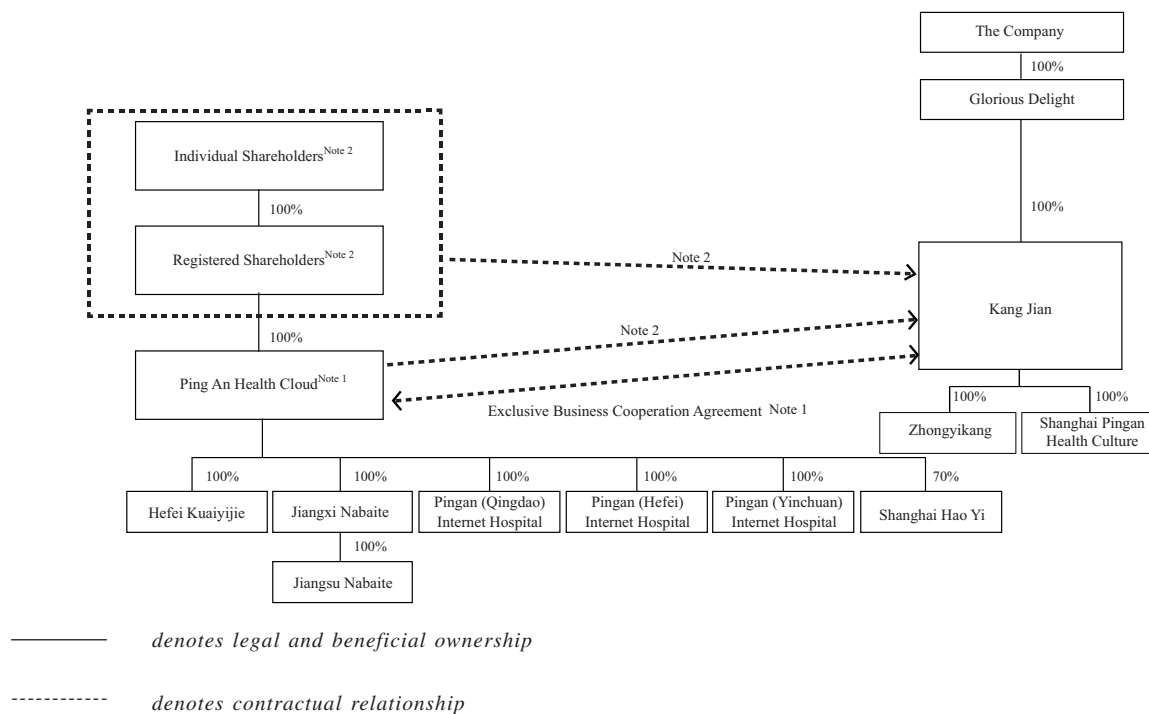 The Company
100%
Glorious Delight
100%
Individual Shareholders Note 2
100%
Registered Shareholders Note 2
100%
Ping An Health Cloud Note 1
Note 2
Note 2
Exclusive Business Cooperation Agreement Note 1
Kang Jian
100%
100%
Zhongyikang
Shanghai Pingan
Health Culture
100%
100%
100%
100%
100%
70%
Hefei Kuaiyijie
Jiangxi Nabaite
Pingan (Qingdao)
Internet Hospital
Pingan (Hefei)
Internet Hospital
Pingan (Yinchuan)
Internet Hospital
Shanghai Hao Yi
100%
Jiangsu Nabaite
denotes legal and beneficial ownership
denotes contractual relationship